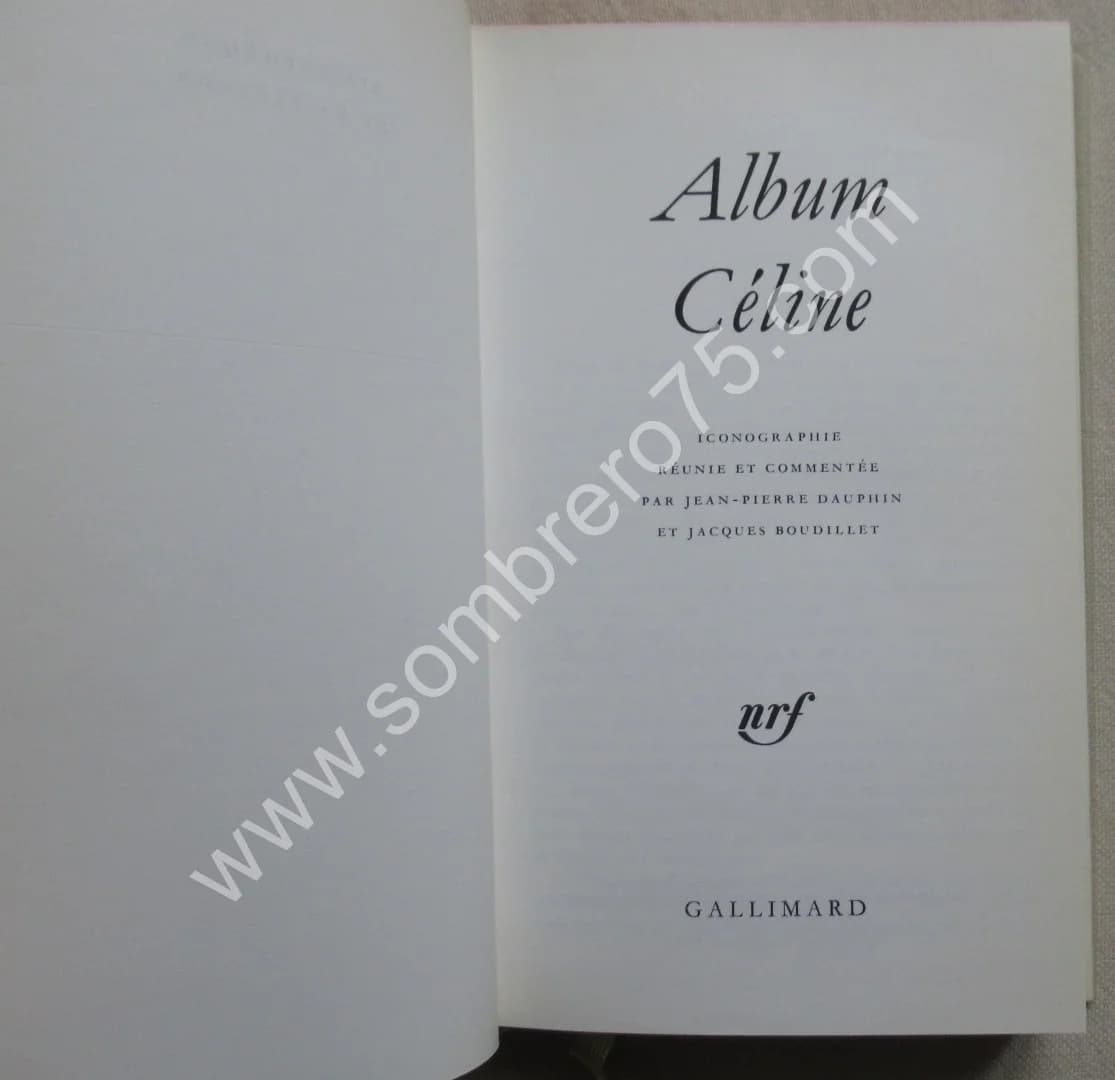 Album
Céline
ICONOGRAPHIE
RÉUNIE ET COMMENTÉE
PAR JEAN-PIERRE DAUPHIN
ET JACQUES BOUDILLET
nrf
GALLIMARD
www.sombrero75.com